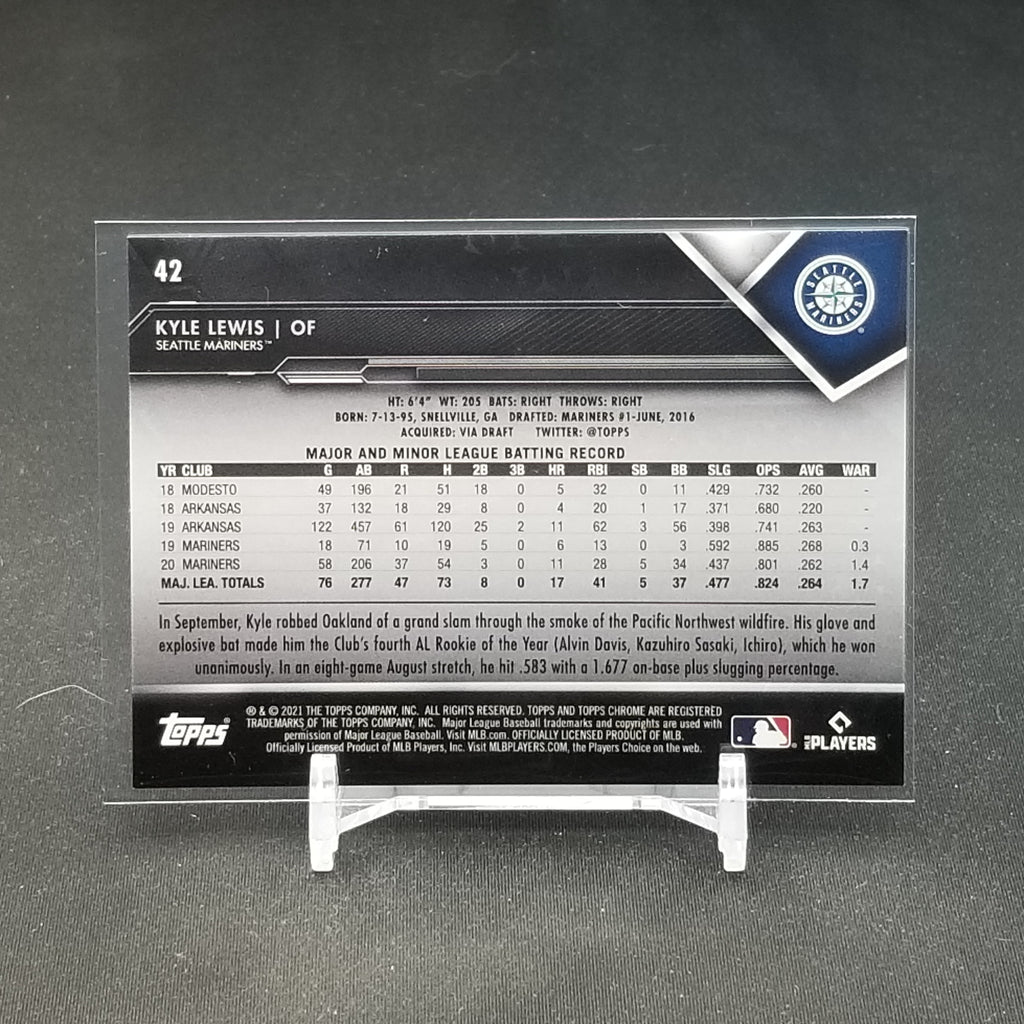 42
SEATTLE MARINERS
KYLE LEWIS | OF
SEATTLE MARINERS™
HT: 6'4" WT: 205 BATS: RIGHT THROWS: RIGHT
BORN: 7-13-95, SNELLVILLE, GA DRAFTED: MARINERS #1-JUNE, 2016
ACQUIRED: VIA DRAFT TWITTER: @TOPPS
MAJOR AND MINOR LEAGUE BATTING RECORD
YR CLUB G AB R H 2B 3B HR RBI SB BB SLG OPS AVG WAR
18 MODESTO 49 196 21 51 18 0 5 32 0 11 .429 .732 .260 -
18 ARKANSAS 37 132 18 29 8 0 4 20 1 17 .371 .680 .220 -
19 ARKANSAS 122 457 61 120 25 2 11 62 3 56 .398 .741 .263 -
19 MARINERS 18 71 10 19 5 0 6 13 0 3 .592 .885 .268 0.3
20 MARINERS 58 206 37 54 3 0 11 28 5 34 .437 .801 .262 1.4
MAJ. LEA. TOTALS 76 277 47 73 8 0 17 41 5 37 .477 .824 .264 1.7
In September, Kyle robbed Oakland of a grand slam through the smoke of the Pacific Northwest wildfire. His glove and
explosive bat made him the Club's fourth AL Rookie of the Year (Alvin Davis, Kazuhiro Sasaki, Ichiro), which he won
unanimously. In an eight-game August stretch, he hit .583 with a 1.677 on-base plus slugging percentage.
Topps®
® & © 2021 THE TOPPS COMPANY, INC. ALL RIGHTS RESERVED. TOPPS AND TOPPS CHROME ARE REGISTERED
TRADEMARKS OF THE TOPPS COMPANY, INC. Major League Baseball trademarks and copyrights are used with
permission of Major League Baseball. Visit MLB.com. OFFICIALLY LICENSED PRODUCT OF MLB.
Officially Licensed Product of MLB Players, Inc. Visit MLBPLAYERS.COM, the Players Choice on the web.
MLB PLAYERS